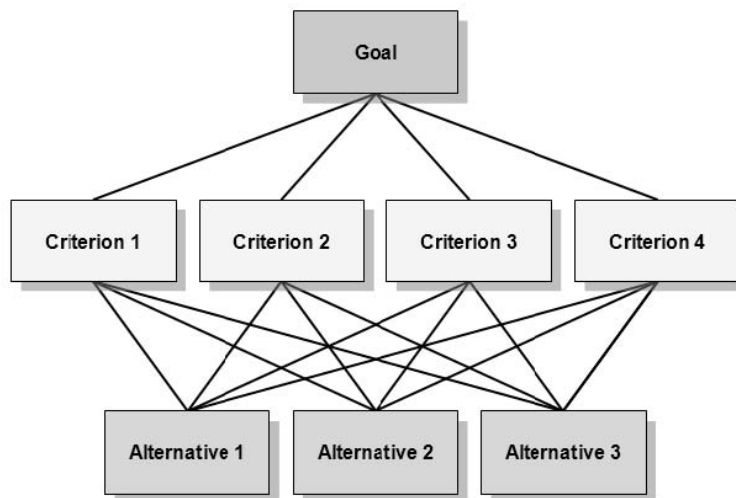 Goal
Criterion 1
Criterion 2
Criterion 3
Criterion 4
Alternative 1
Alternative 2
Alternative 3